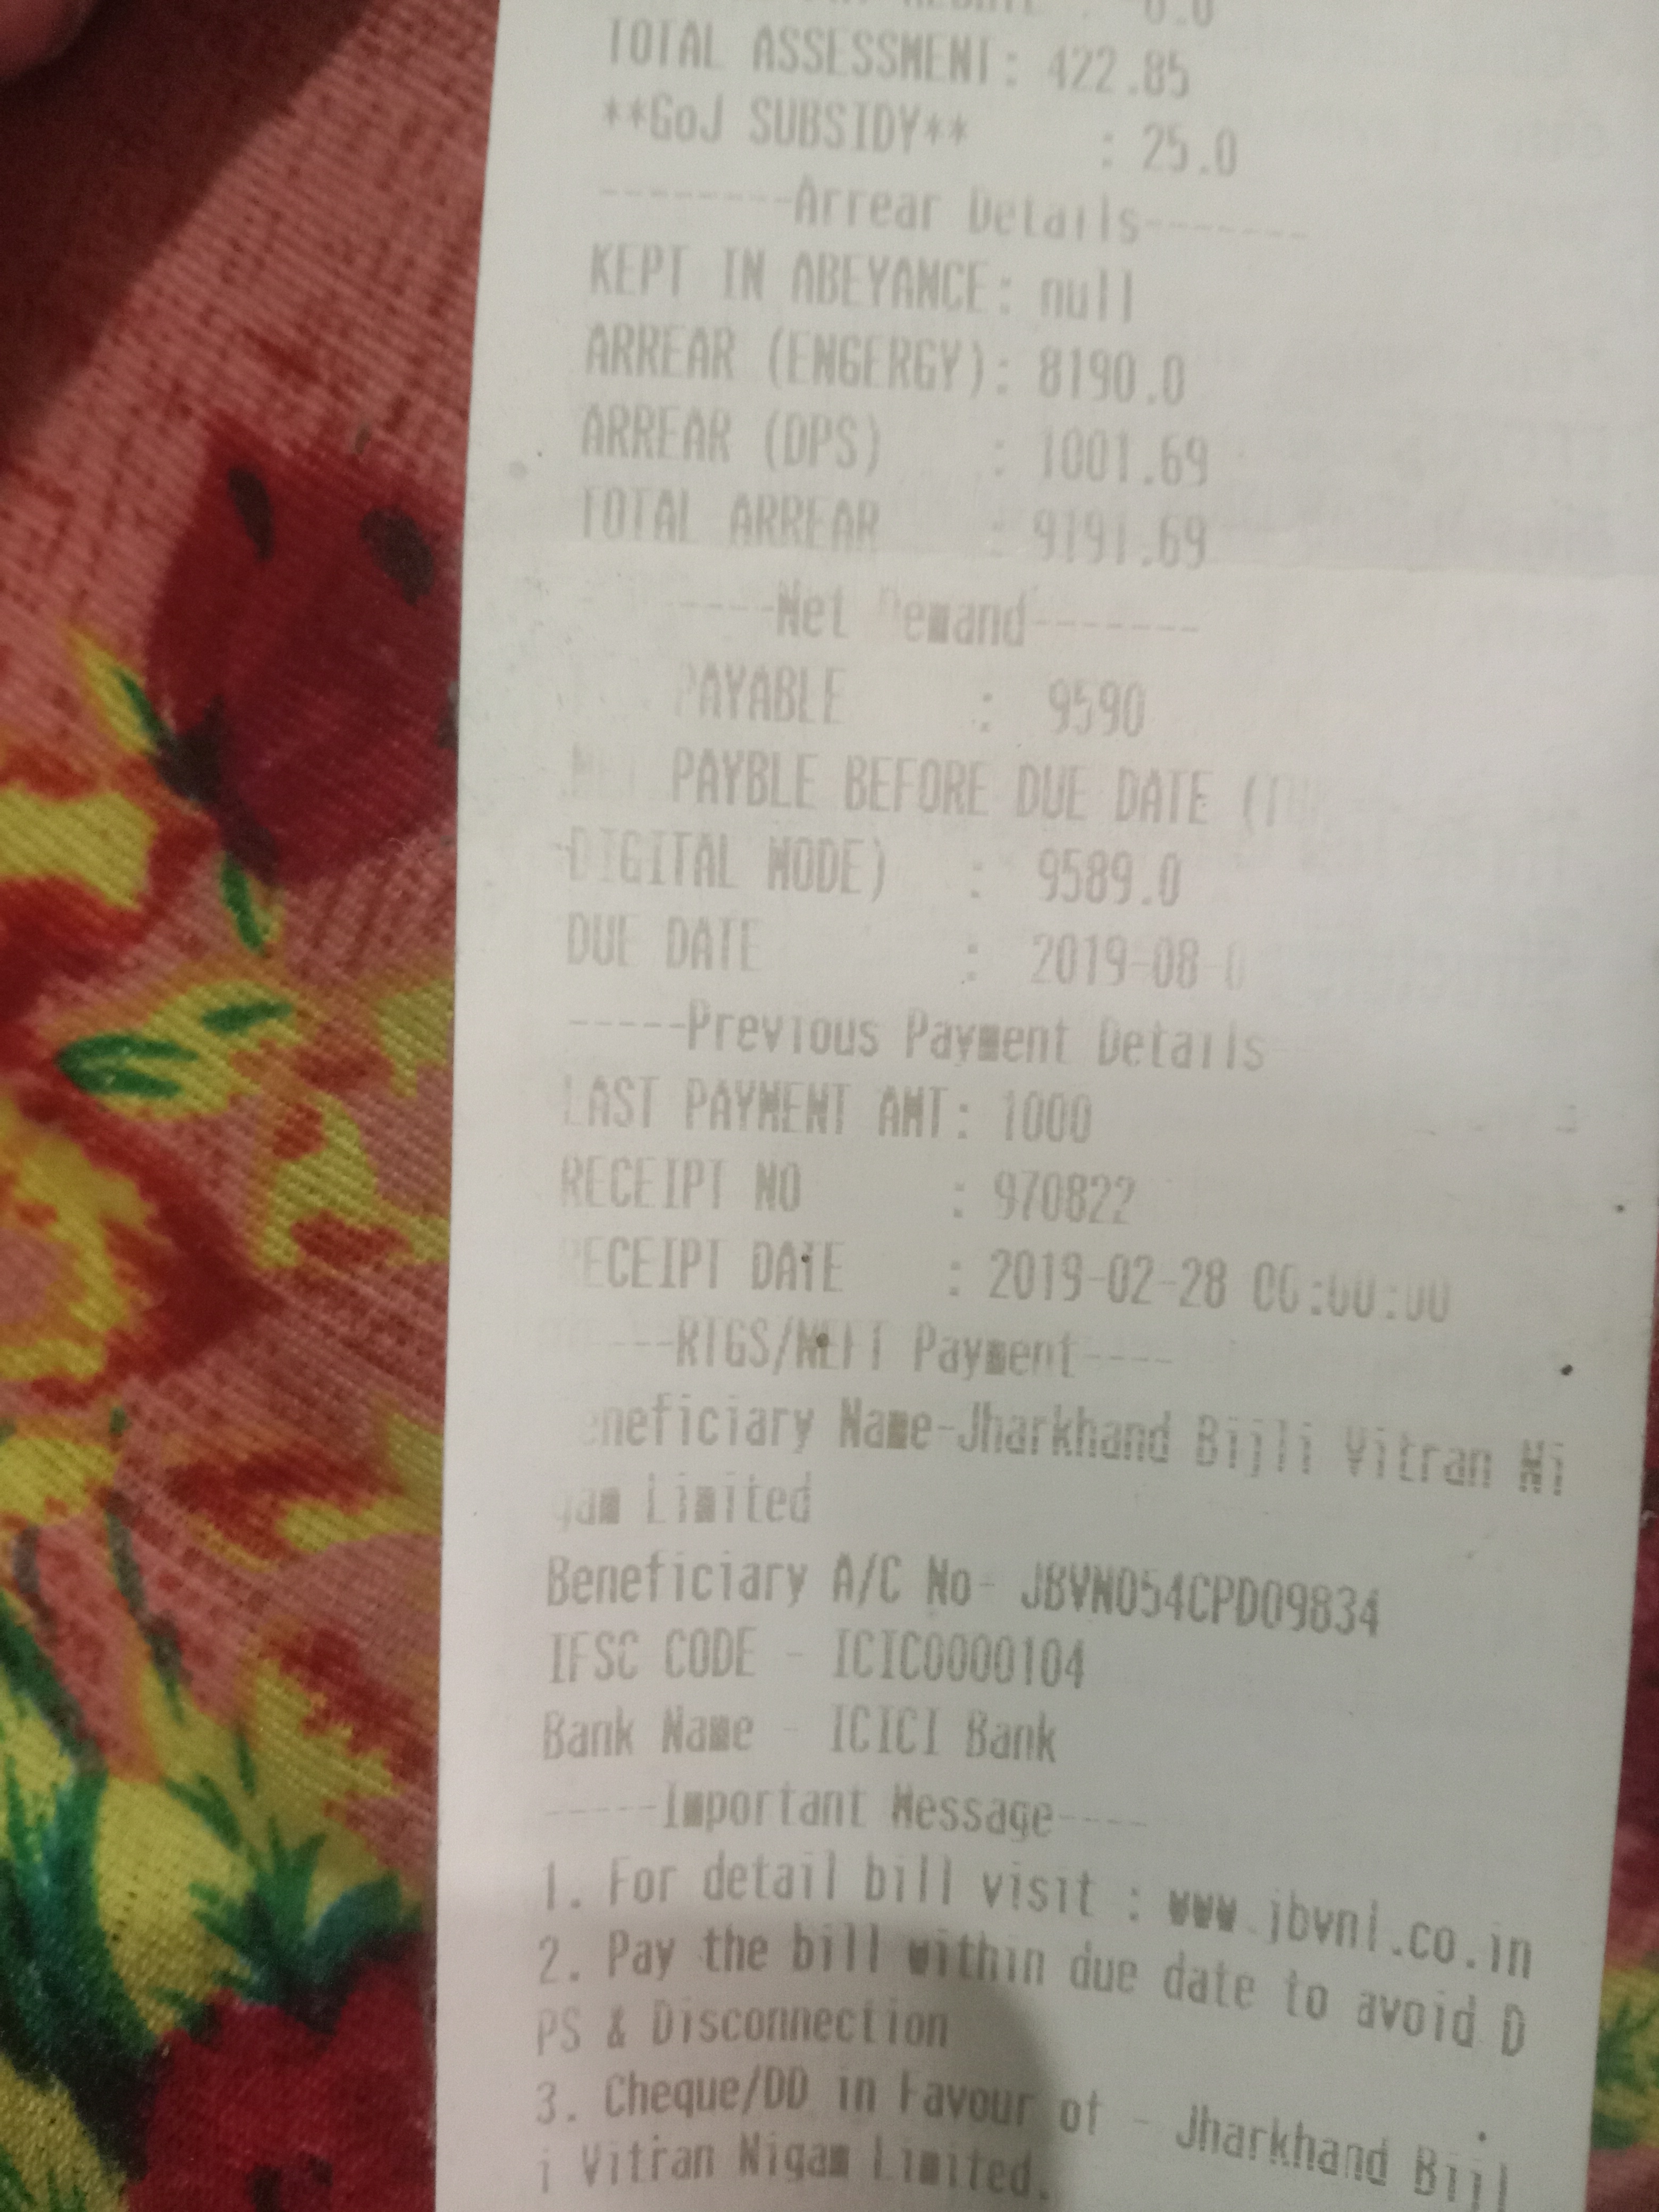 : 0.0
TOTAL ASSESSMENT: 422.85
**GoJ SUBSIDY** : 25.0
--------Arrear Details-------
KEPT IN ABEYANCE: null
ARREAR (ENGERGY): 8190.0
ARREAR (DPS) : 1001.69
TOTAL ARREAR : 9191.69
----Net Demand-------
PAYABLE : 9590
NET PAYBLE BEFORE DUE DATE
DIGITAL MODE) : 9589.0
DUE DATE : 2019-08-0
-----Previous Payment Details
LAST PAYMENT AMT: 1000
RECEIPT NO : 970822
RECEIPT DATE : 2019-02-28 00:00:00
---RTGS/NEFT Payment----
eneficiary Name-Jharkhand Bijli Vitran Ni
gam Limited
Beneficiary A/C No- JBVN054CPD09834
IFSC CODE - ICIC0000104
Bank Name - ICICI Bank
-----Important Message----
1. For detail bill visit : www.jbvnl.co.in
2. Pay the bill within due date to avoid D
PS & Disconnection
3. Cheque/DD in Favour of - Jharkhand Bijl
i Vitran Nigam Limited.